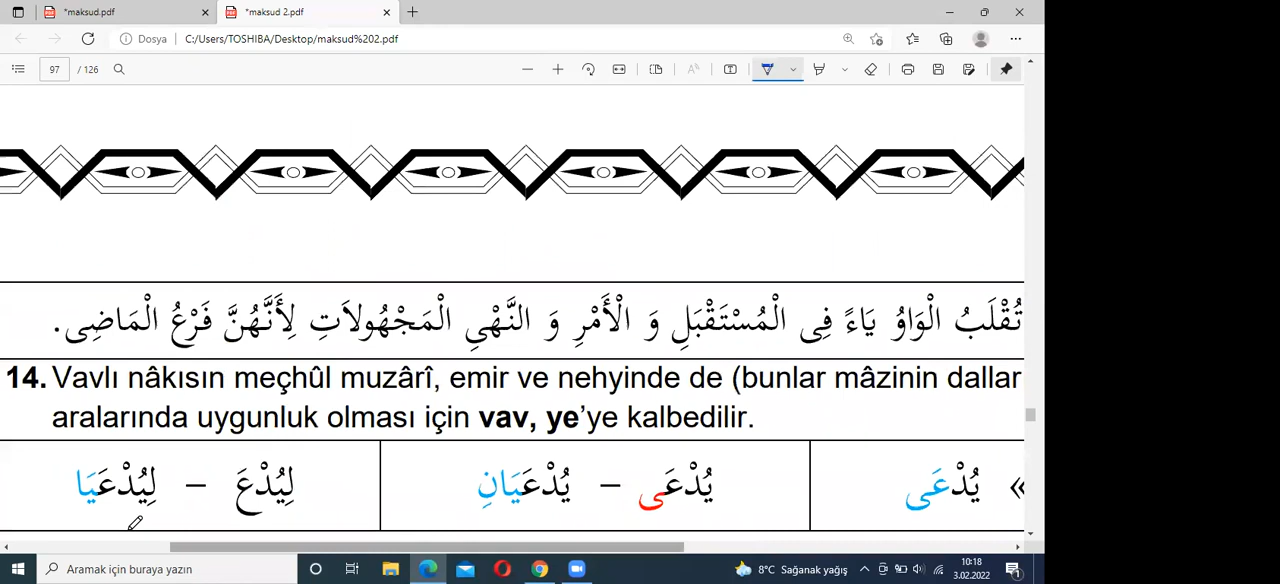 *maksud.pdf
*maksud 2.pdf
Dosya C:/Users/TOSHIBA/Desktop/maksud%202.pdf
97 / 126
تُقْلَبُ الْوَاوُ يَاءً فِى الْمُسْتَقْبَلِ وَ الْأَمْرِ وَ النَّهْيِ الْمَجْهُولاَتِ لِأَنَّهُنَّ فَرْعُ الْمَاضِى .
14. Vavlı nâkısın meçhûl muzârî, emir ve nehyinde de (bunlar mâzinin dallar
aralarında uygunluk olması için vav, ye’ye kalbedilir.
« يُدْعَى
يُدْعَى – يُدْعَيَانِ
لِيُدْعَ – لِيُدْعَيَا
Aramak için buraya yazın
8°C Sağanak yağış
10:18
3.02.2022
1